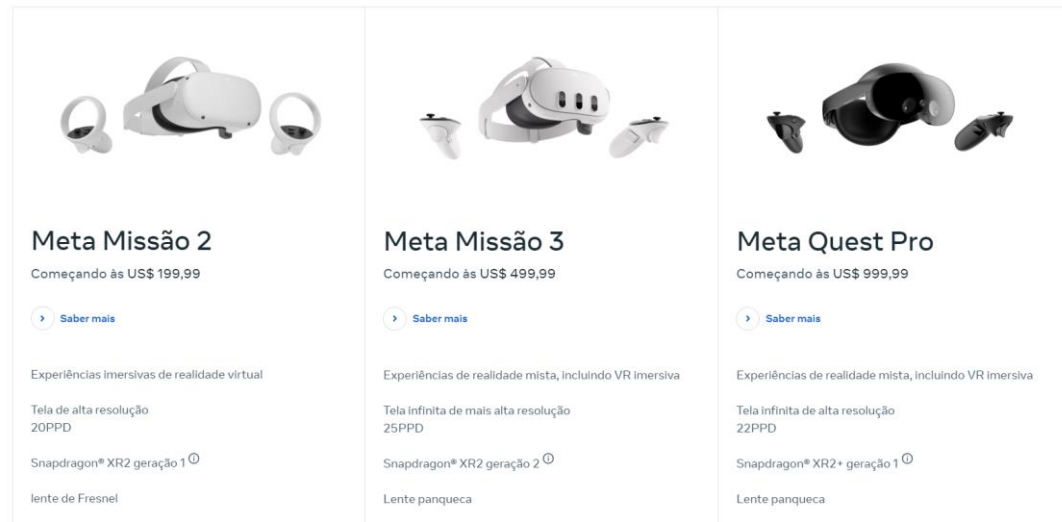 Meta Missão 2
Começando às US$ 199,99
Saber mais
Experiências imersivas de realidade virtual
Tela de alta resolução
20PPD
Snapdragon® XR2 geração 1 ⓘ
lente de Fresnel
Meta Missão 3
Começando às US$ 499,99
Saber mais
Experiências de realidade mista, incluindo VR imersiva
Tela infinita de mais alta resolução
25PPD
Snapdragon® XR2 geração 2 ⓘ
Lente panqueca
Meta Quest Pro
Começando às US$ 999,99
Saber mais
Experiências de realidade mista, incluindo VR imersiva
Tela infinita de alta resolução
22PPD
Snapdragon® XR2+ geração 1 ⓘ
Lente panqueca